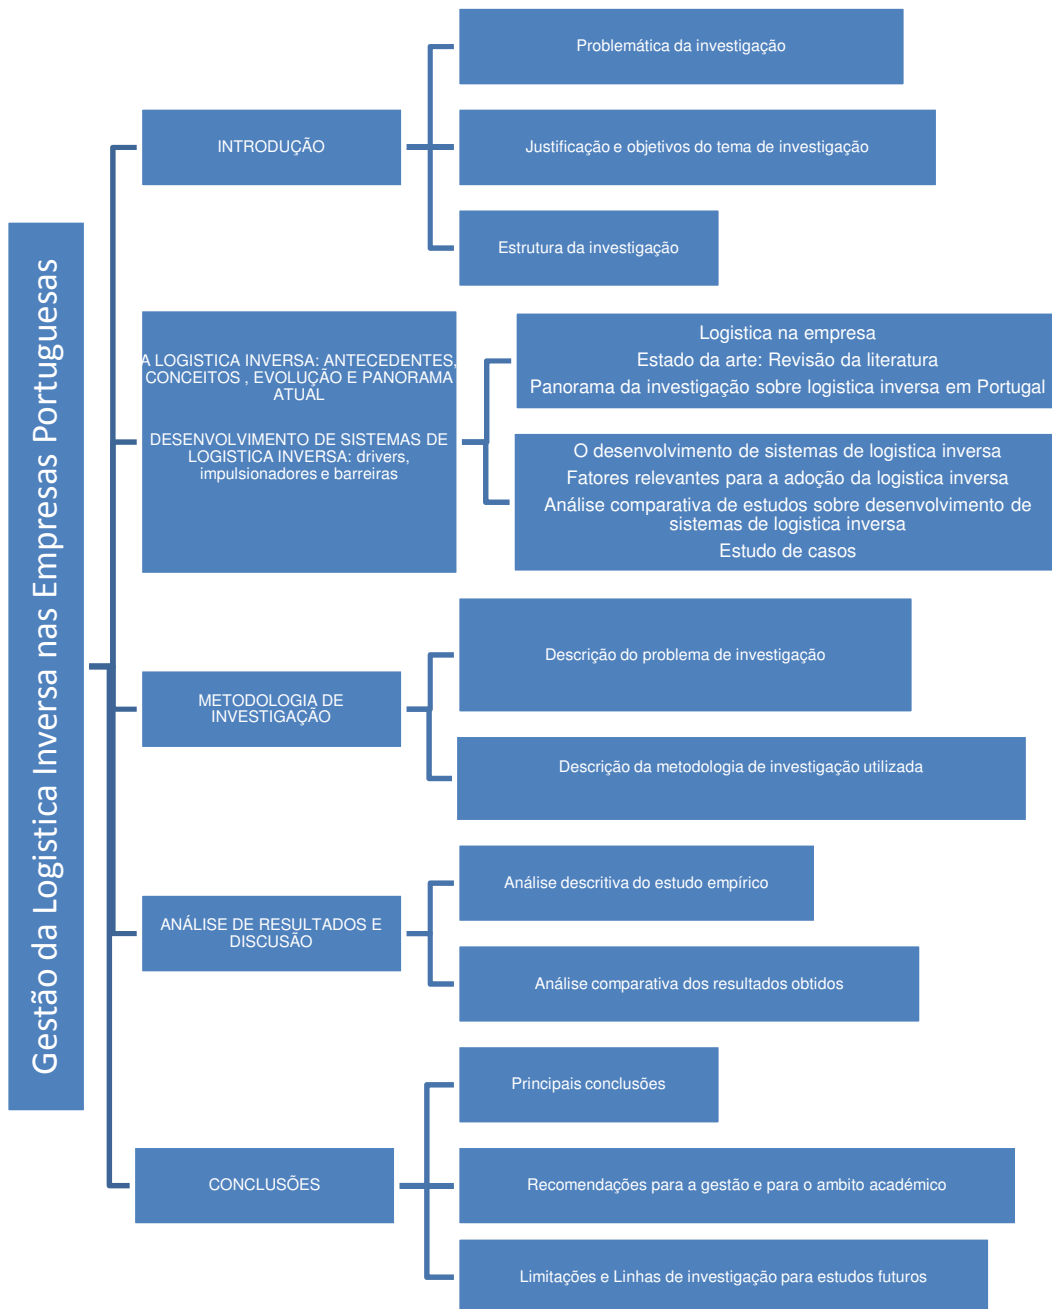 Gestão da Logistica Inversa nas Empresas Portuguesas
INTRODUÇÃO
Problemática da investigação
Justificação e objetivos do tema de investigação
Estrutura da investigação
A LOGISTICA INVERSA: ANTECEDENTES,
CONCEITOS , EVOLUÇÃO E PANORAMA
ATUAL
DESENVOLVIMENTO DE SISTEMAS DE
LOGISTICA INVERSA: drivers,
impulsionadores e barreiras
Logistica na empresa
Estado da arte: Revisão da literatura
Panorama da investigação sobre logistica inversa em Portugal
O desenvolvimento de sistemas de logistica inversa
Fatores relevantes para a adoção da logistica inversa
Análise comparativa de estudos sobre desenvolvimento de
sistemas de logistica inversa
Estudo de casos
METODOLOGIA DE
INVESTIGAÇÃO
Descrição do problema de investigação
Descrição da metodologia de investigação utilizada
ANÁLISE DE RESULTADOS E
DISCUSÃO
Análise descritiva do estudo empírico
Análise comparativa dos resultados obtidos
CONCLUSÕES
Principais conclusões
Recomendações para a gestão e para o ambito académico
Limitações e Linhas de investigação para estudos futuros